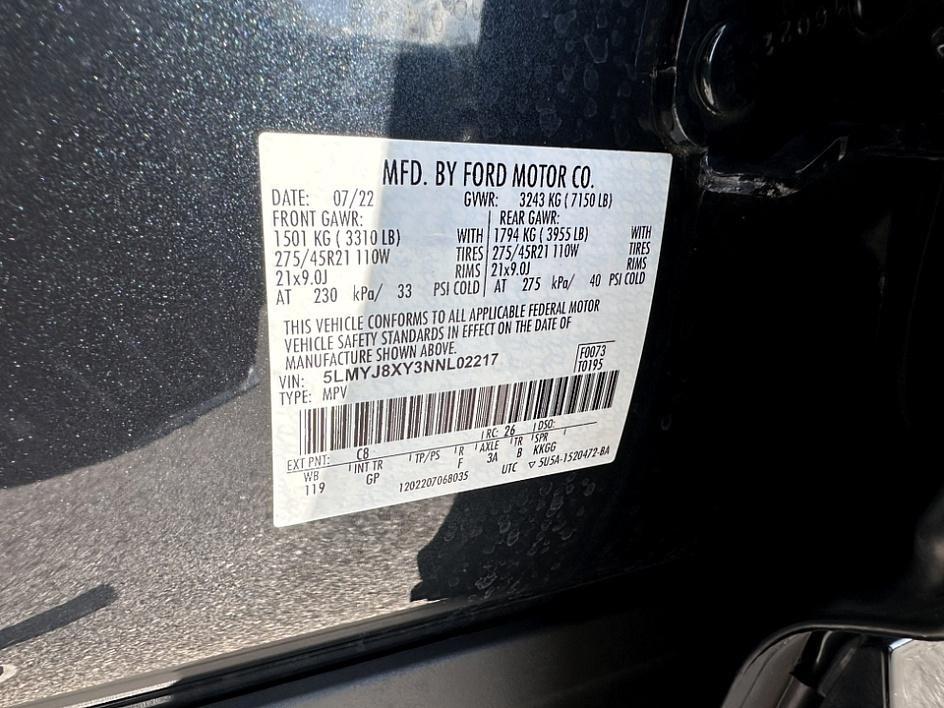 MFD. BY FORD MOTOR CO.
DATE: 07/22 GVWR: 3243 KG ( 7150 LB)
FRONT GAWR: REAR GAWR:
1501 KG ( 3310 LB) WITH 1794 KG ( 3955 LB) WITH
275/45R21 110W TIRES 275/45R21 110W TIRES
21x9.0J RIMS 21x9.0J RIMS
AT 230 kPa/ 33 PSI COLD AT 275 kPa/ 40 PSI COLD
THIS VEHICLE CONFORMS TO ALL APPLICABLE FEDERAL MOTOR
VEHICLE SAFETY STANDARDS IN EFFECT ON THE DATE OF
MANUFACTURE SHOWN ABOVE.
VIN: 5LMYJ8XY3NNL02217
TYPE: MPV
F0073
T0195
EXT PNT: C8 RC: 26 DSO:
WB INT TR TP/PS R AXLE TR SPR
119 GP F 3A B KKGG
1202207068035 UTC ▽ 5U5A-1520472-BA